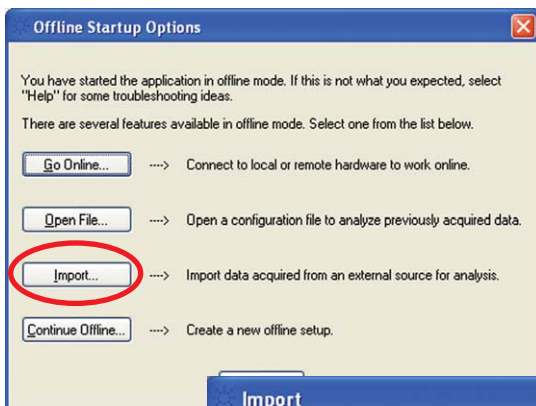 Offline Startup Options
You have started the application in offline mode. If this is not what you expected, select
"Help" for some troubleshooting ideas.
There are several features available in offline mode. Select one from the list below.
Go Online... ----> Connect to local or remote hardware to work online.
Open File... ----> Open a configuration file to analyze previously acquired data.
Import... ----> Import data acquired from an external source for analysis.
Continue Offline... ----> Create a new offline setup.
Import